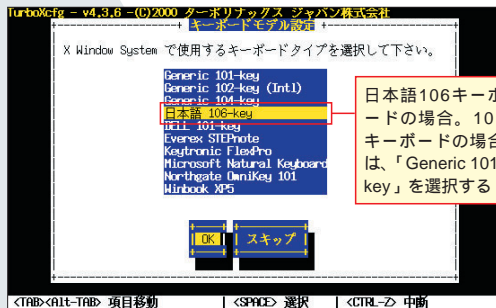 TurboXcfg - v4,3,6 -(C)2000 ターボリナックス ジャパン株式会社
キーボードモデル設定
X Window System で使用するキーボードタイプを選択して下さい。
Generic 101-key
Generic 102-key (Intl)
Generic 104-key
日本語 106-key
DELL 101-key
Everex STEPnote
Keytronic FlexPro
Microsoft Natural Keyboard
Northgate OmniKey 101
Winbook XP5
OK
スキップ
日本語106キーボ
ードの場合。10
キーボードの場合
は、「Generic 101
key」を選択する
<TAB><Alt-TAB> 項目移動 | <SPACE> 選択 | <CTRL-Z> 中断